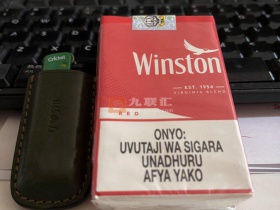 Cricket
Winston
EST. 1954
VIRGINIA BLEND
九联汇
RED
ONYO:
UVUTAJI WA SIGARA
UNADHURU
AFYA YAKO